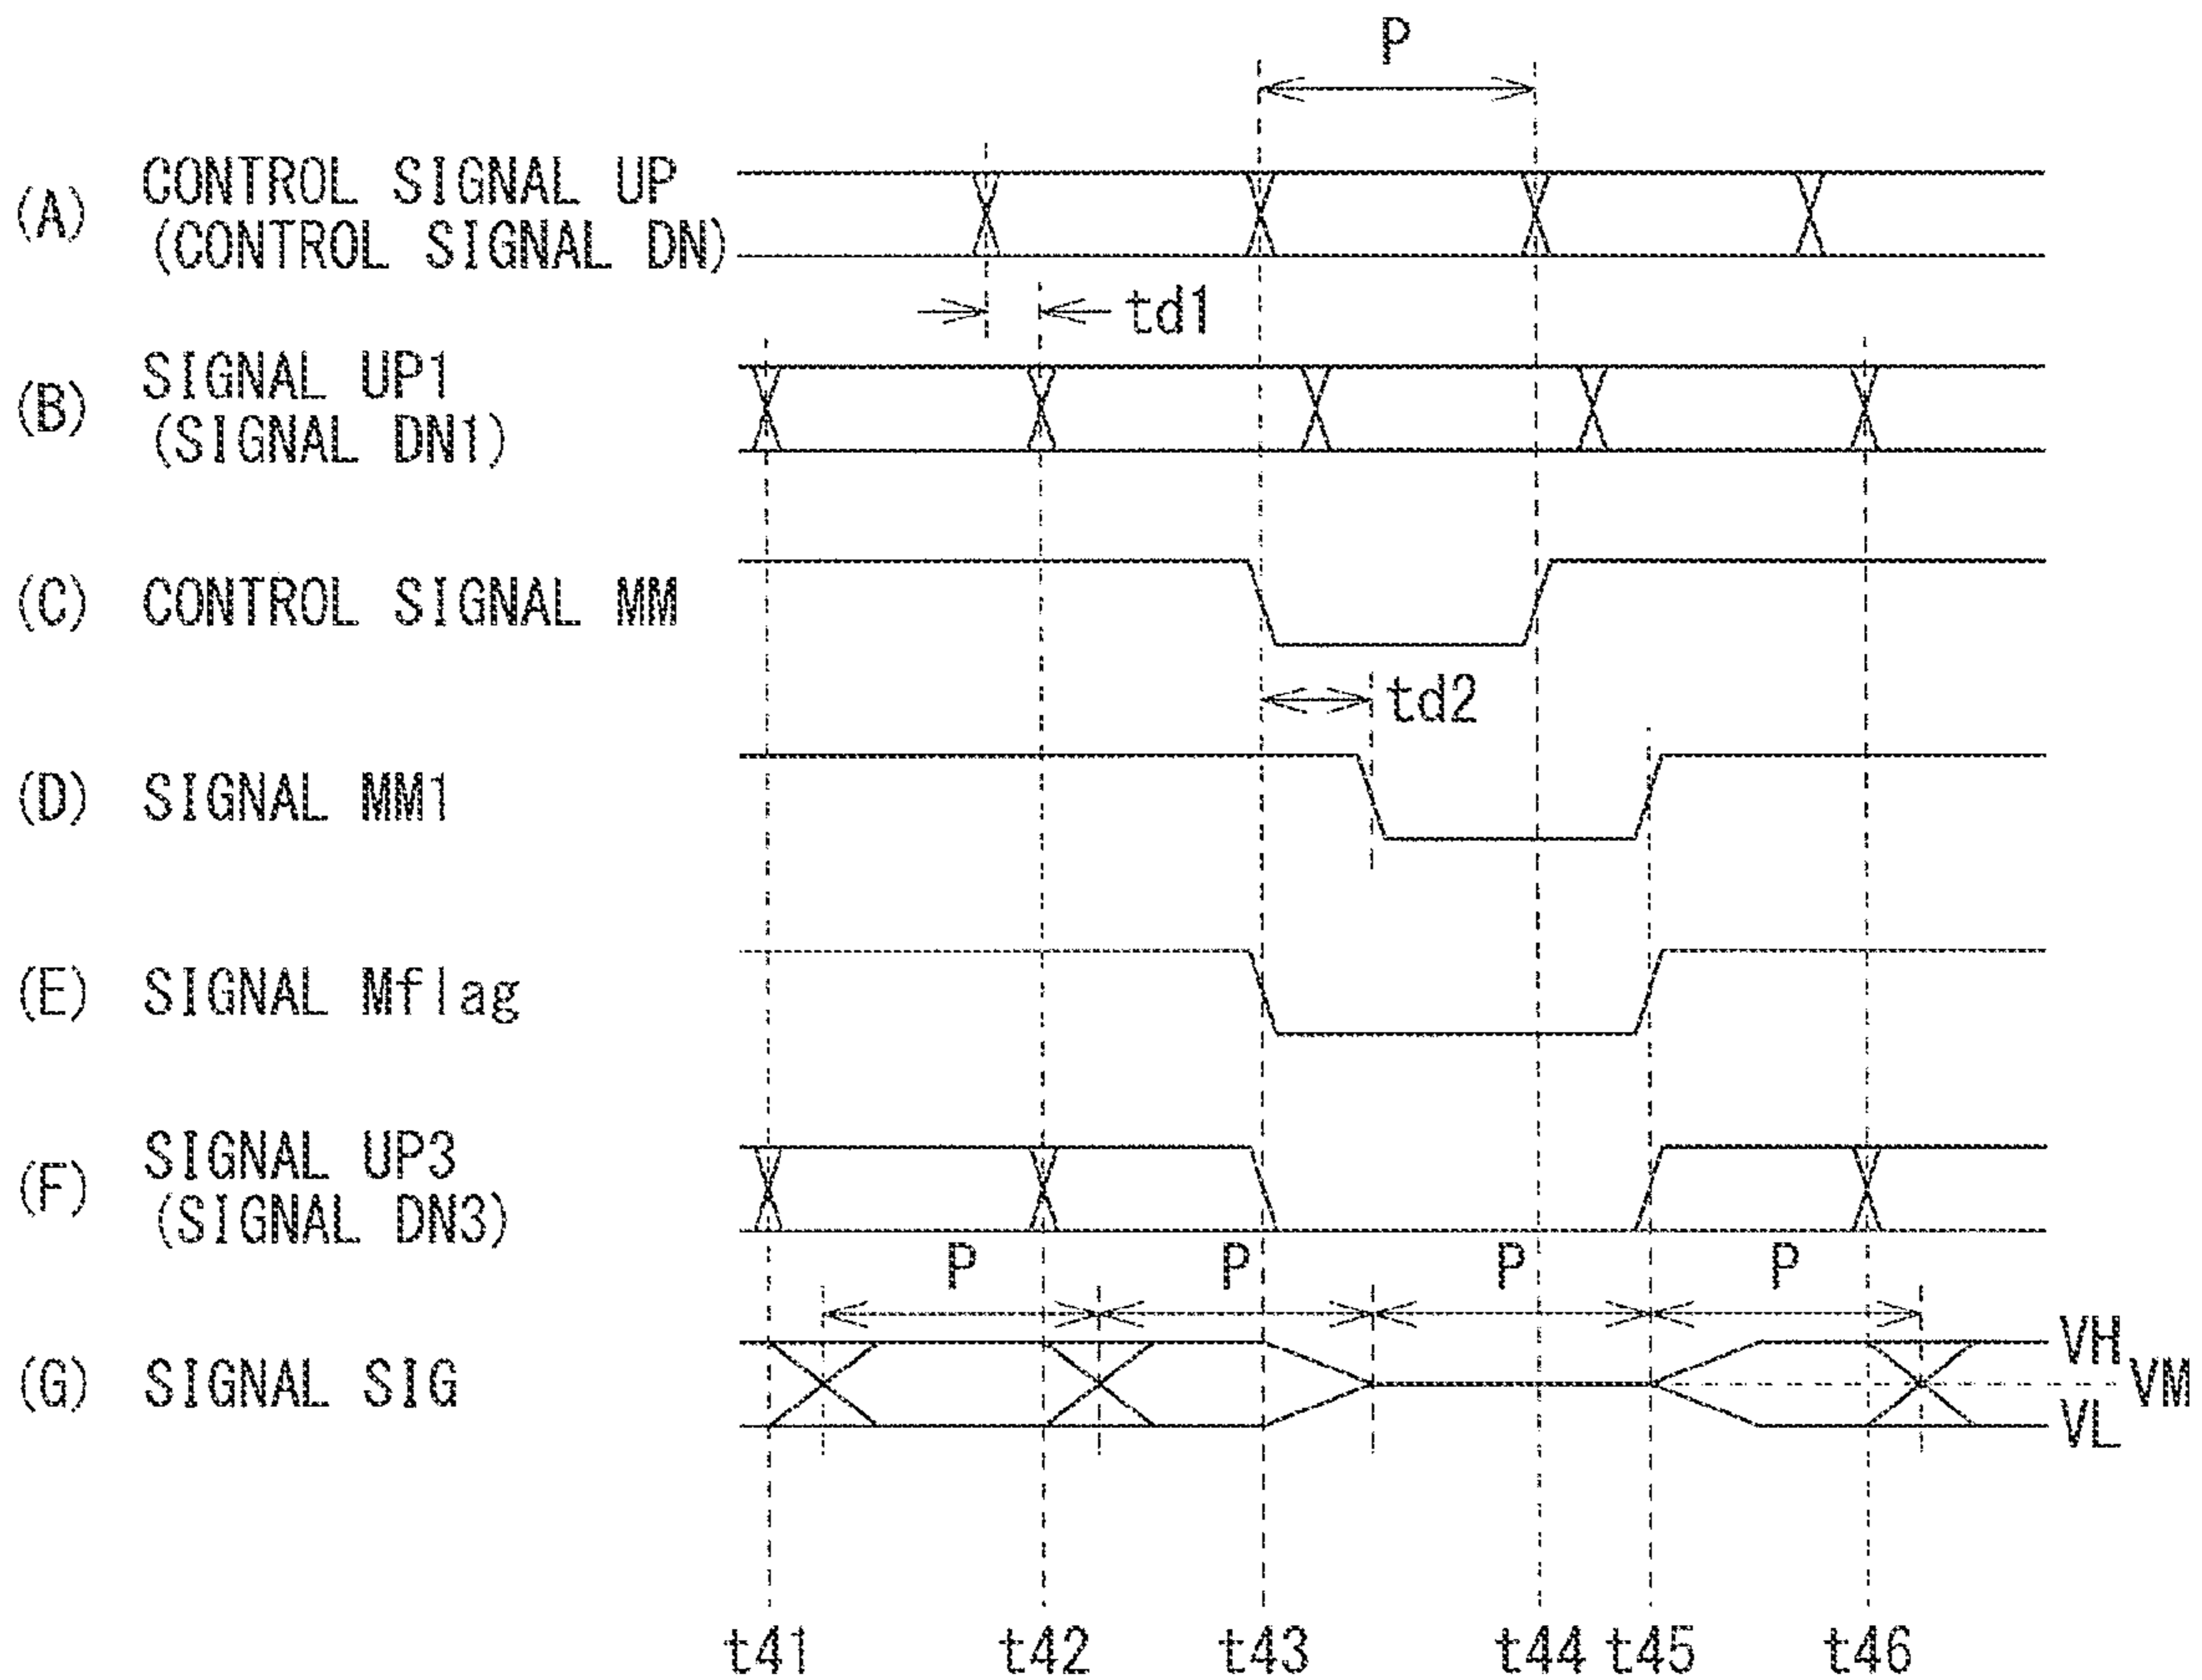 P
(A) CONTROL SIGNAL UP
(CONTROL SIGNAL DN)
td1
(B) SIGNAL UP1
(SIGNAL DN1)
(C) CONTROL SIGNAL MM
td2
(D) SIGNAL MM1
(E) SIGNAL Mflag
(F) SIGNAL UP3
(SIGNAL DN3)
P P P P
(G) SIGNAL SIG
VH
VM
VL
t41 t42 t43 t44 t45 t46